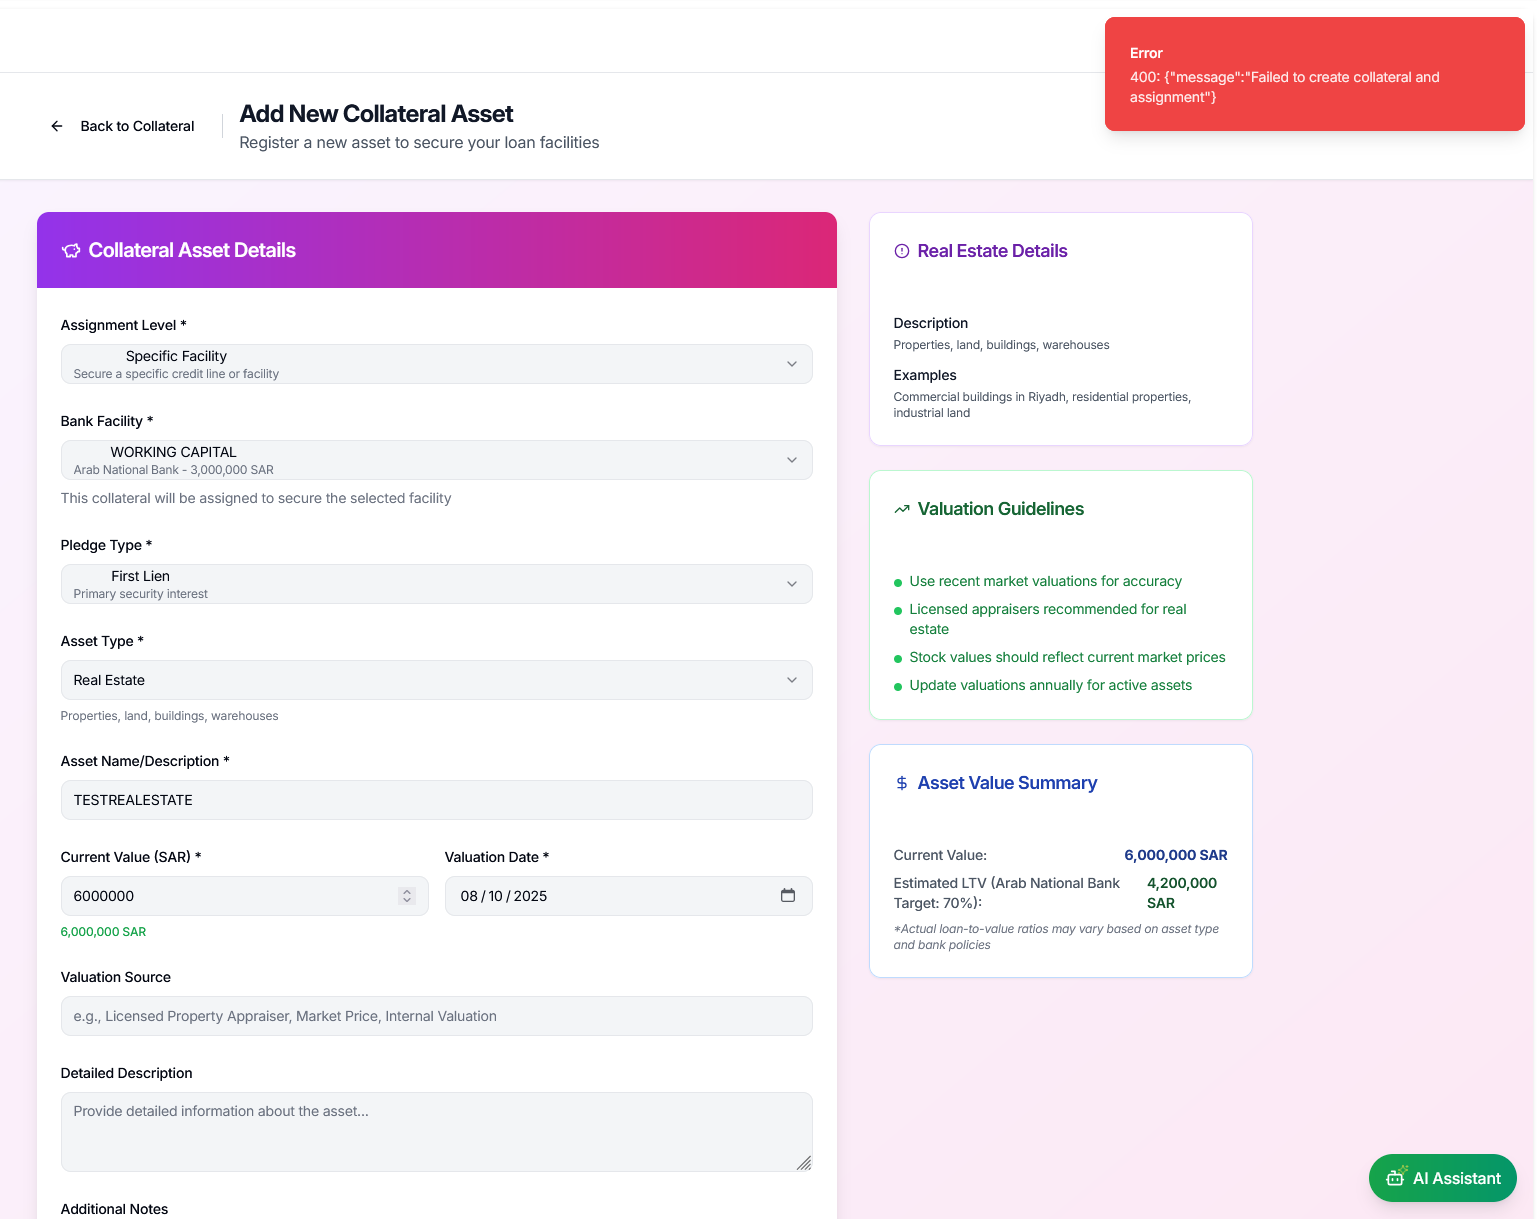 Error
400: {"message":"Failed to create collateral and
assignment"}
Back to Collateral
Add New Collateral Asset
Register a new asset to secure your loan facilities
Collateral Asset Details
Assignment Level *
Specific Facility
Secure a specific credit line or facility
Bank Facility *
WORKING CAPITAL
Arab National Bank - 3,000,000 SAR
This collateral will be assigned to secure the selected facility
Pledge Type *
First Lien
Primary security interest
Asset Type *
Real Estate
Properties, land, buildings, warehouses
Asset Name/Description *
TESTREALESTATE
Current Value (SAR) *
6000000
6,000,000 SAR
Valuation Date *
08/10/2025
Valuation Source
e.g., Licensed Property Appraiser, Market Price, Internal Valuation
Detailed Description
Provide detailed information about the asset...
Additional Notes
Real Estate Details
Description
Properties, land, buildings, warehouses
Examples
Commercial buildings in Riyadh, residential properties,
industrial land
Valuation Guidelines
Use recent market valuations for accuracy
Licensed appraisers recommended for real
estate
Stock values should reflect current market prices
Update valuations annually for active assets
Asset Value Summary
Current Value: 6,000,000 SAR
Estimated LTV (Arab National Bank
Target: 70%):
4,200,000
SAR
*Actual loan-to-value ratios may vary based on asset type
and bank policies
AI Assistant